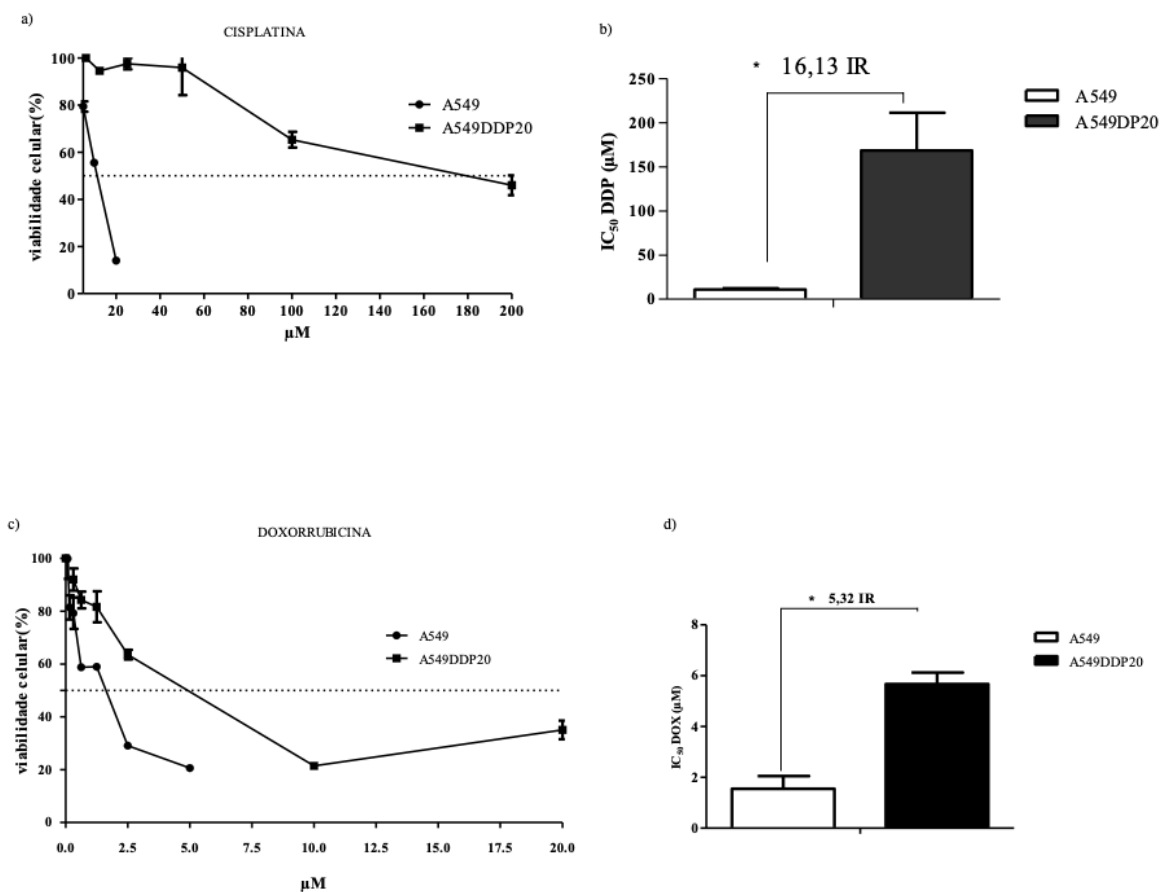 a)
CISPLATINA
100
80
60
40
20
0
viabilidade celular(%)
A549
A549DDP20
20 40 60 80 100 120 140 160 180 200
µM
b)
* 16,13 IR
250
200
150
100
50
0
IC50 DDP (µM)
A549
A549DP20
c)
DOXORRUBICINA
100
80
60
40
20
0
viabilidade celular(%)
A549
A549DDP20
0.0 2.5 5.0 7.5 10.0 12.5 15.0 17.5 20.0
µM
d)
* 5,32 IR
8
6
4
2
0
IC50 DOX (µM)
A549
A549DDP20